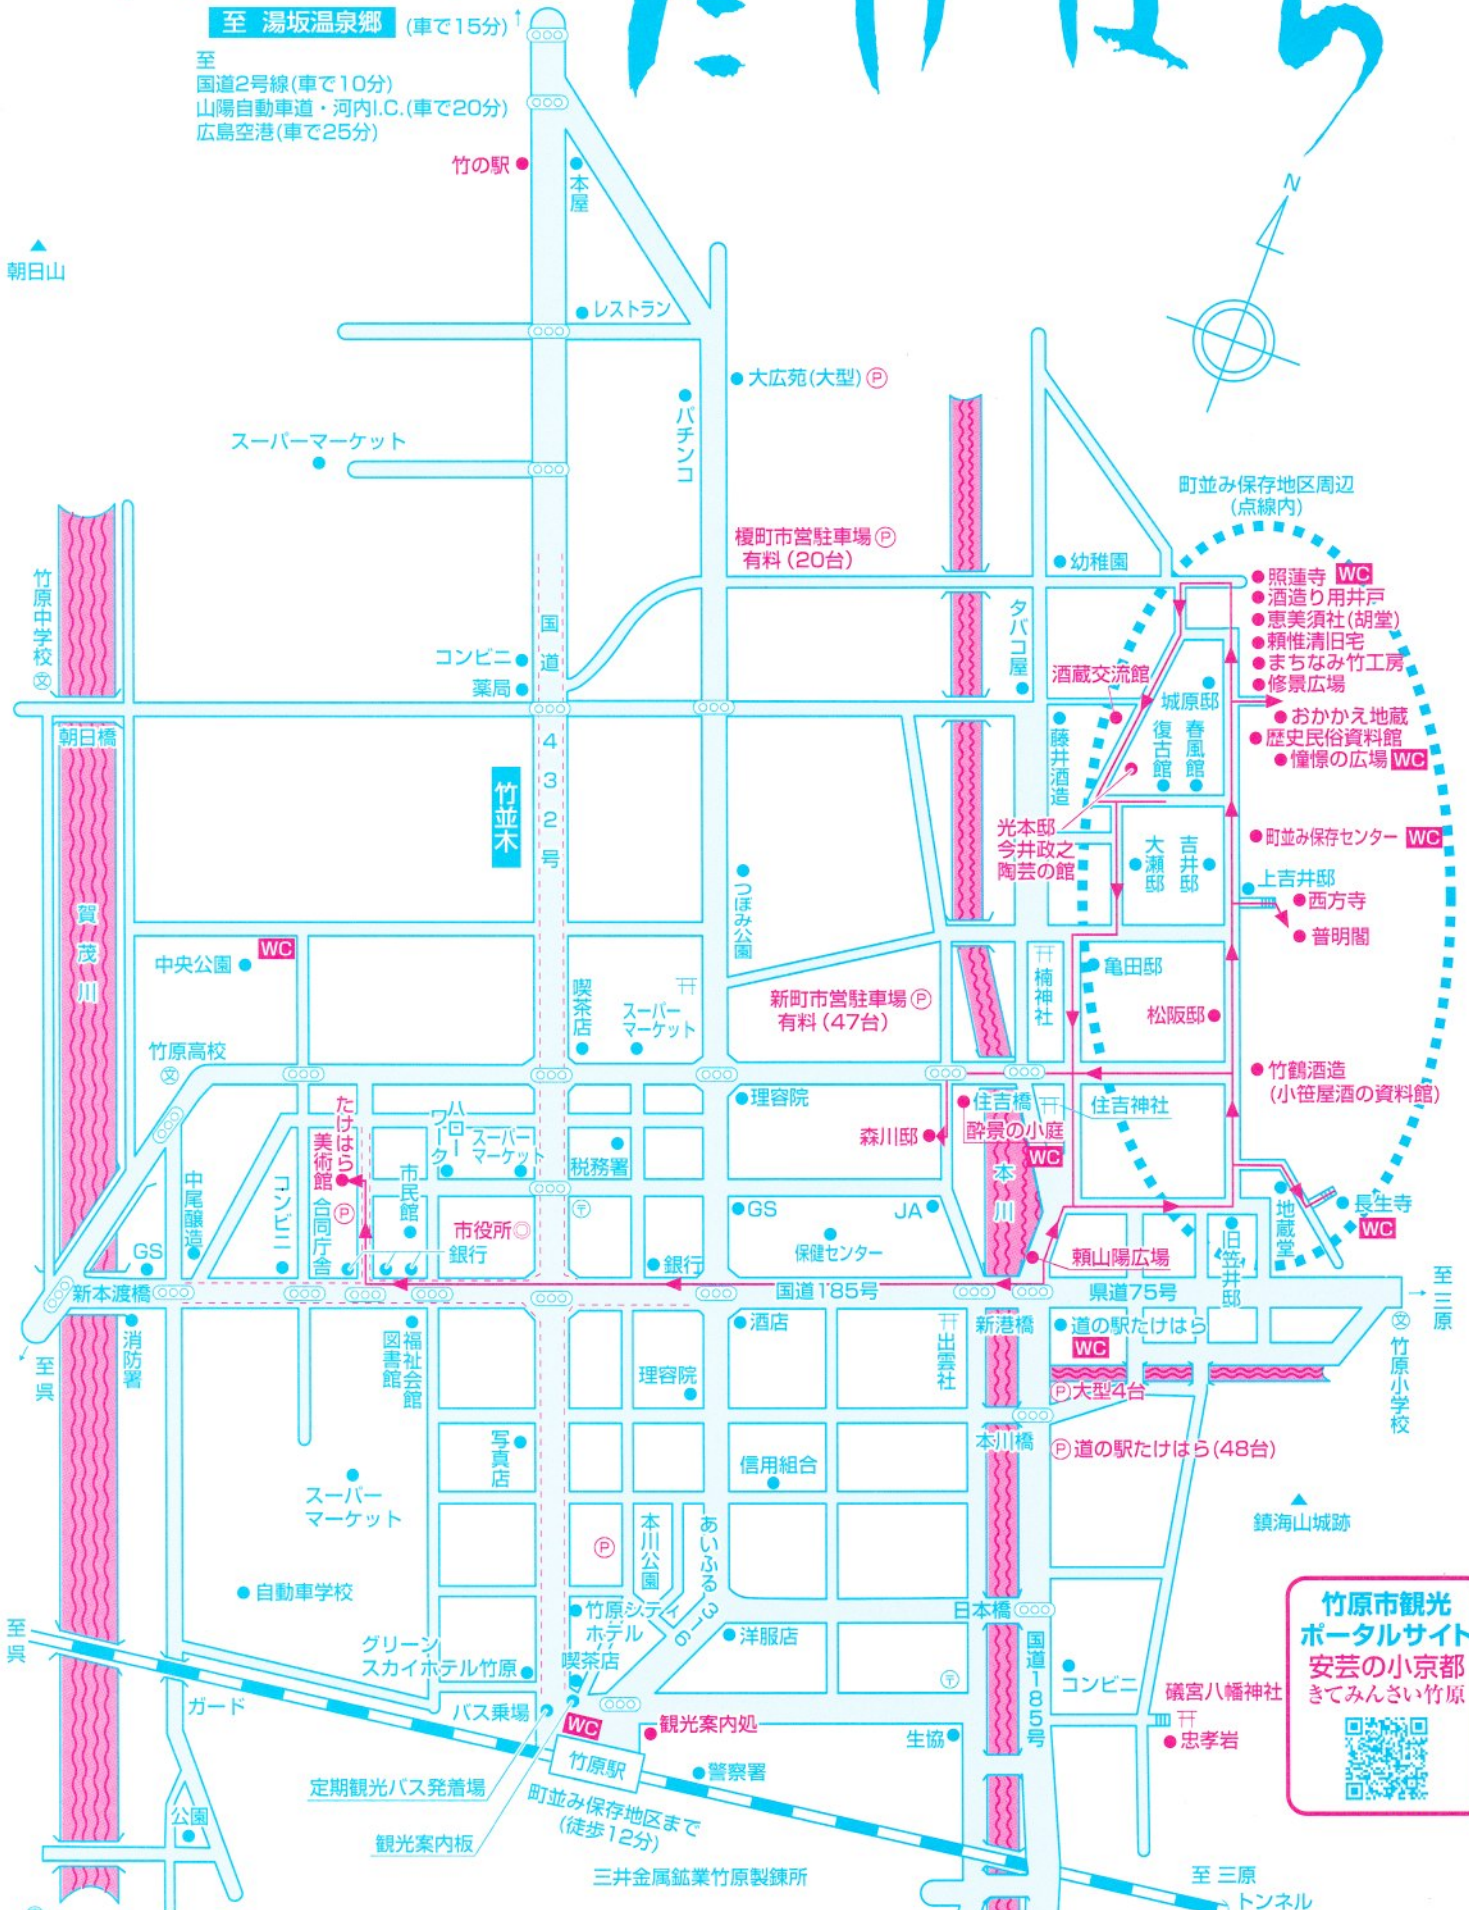 たけはら
至 湯坂温泉郷 (車で15分)
至
国道2号線(車で10分)
山陽自動車道・河内I.C.(車で20分)
広島空港(車で25分)
竹の駅
本屋
N
朝日山
レストラン
大広苑(大型) P
パチンコ
スーパーマーケット
町並み保存地区周辺
(点線内)
榎町市営駐車場 P
有料(20台)
幼稚園
竹原中学校 文
国道432号
コンビニ
薬局
タバコ屋
酒蔵交流館
城原邸
復古館
春風館
藤井酒造
照蓮寺 WC
酒造り用井戸
恵美須社(胡堂)
頼惟清旧宅
まちなみ竹工房
修景広場
おかかえ地蔵
歴史民俗資料館
憧憬の広場 WC
朝日橋
竹並木
光本邸
今井政之
陶芸の館
大瀬邸
吉井邸
町並み保存センター WC
上吉井邸
西方寺
普明閣
つぼみ公園
賀茂川
中央公園
WC
喫茶店
スーパー
マーケット
新町市営駐車場 P
有料(47台)
楠神社
亀田邸
松阪邸
竹原高校
文
理容院
竹鶴酒造
(小笹屋酒の資料館)
住吉橋
酔景の小庭
WC
住吉神社
森川邸
本川
たけはら
美術館
ハロー
ワーク
スーパー
マーケット
税務署
市民館
中尾醸造
コンビニ
P
合同庁舎
市役所
銀行
〒
GS
JA
保健センター
銀行
頼山陽広場
旧笠井邸
地蔵堂
長生寺
WC
GS
新本渡橋
国道185号
県道75号
至 三原
至 呉
消防署
図書館
福祉会館
酒店
理容院
出雲社
新港橋
道の駅たけはら
WC
文 竹原小学校
P 大型4台
本川橋
P 道の駅たけはら(48台)
写真店
信用組合
スーパー
マーケット
鎮海山城跡
P
本川公園
あいふる316
自動車学校
竹原シティ
ホテル
洋服店
日本橋
国道185号
至 呉
グリーン
スカイホテル竹原
喫茶店
〒
コンビニ
礒宮八幡神社
忠孝岩
ガード
バス乗場
WC
観光案内処
生協
竹原駅
警察署
定期観光バス発着場
町並み保存地区まで
(徒歩12分)
観光案内板
公園
三井金属鉱業竹原製錬所
至 三原
トンネル
竹原市観光
ポータルサイト
安芸の小京都
きてみんさい竹原